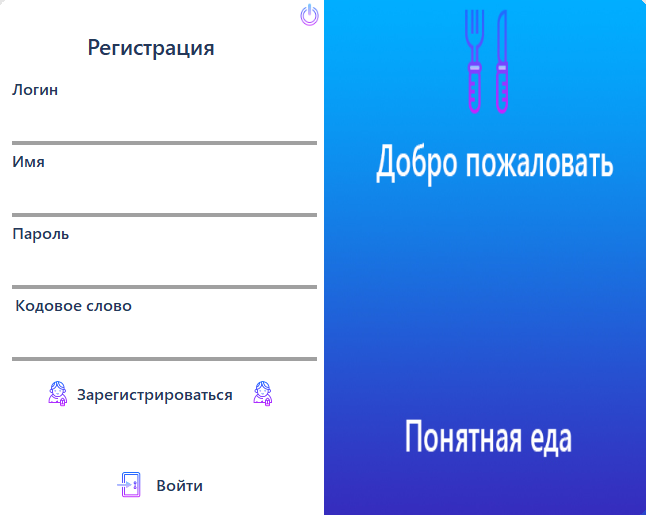 Регистрация
Логин
Имя
Пароль
Кодовое слово
Зарегистрироваться
Войти
Добро пожаловать
Понятная еда